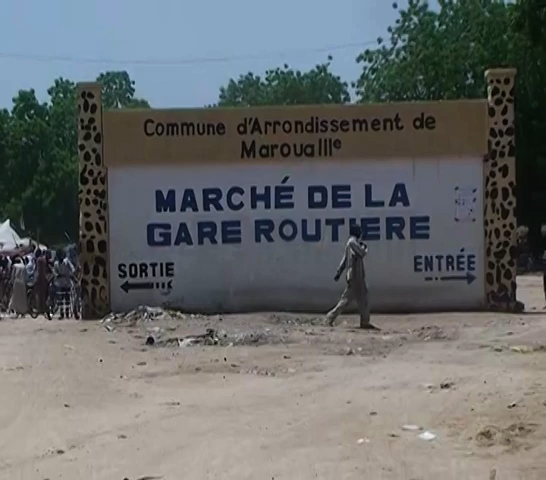 Commune d'Arrondissement de
Maroua IIIe
MARCHÉ DE LA
GARE ROUTIERE
SORTIE
ENTRÉE